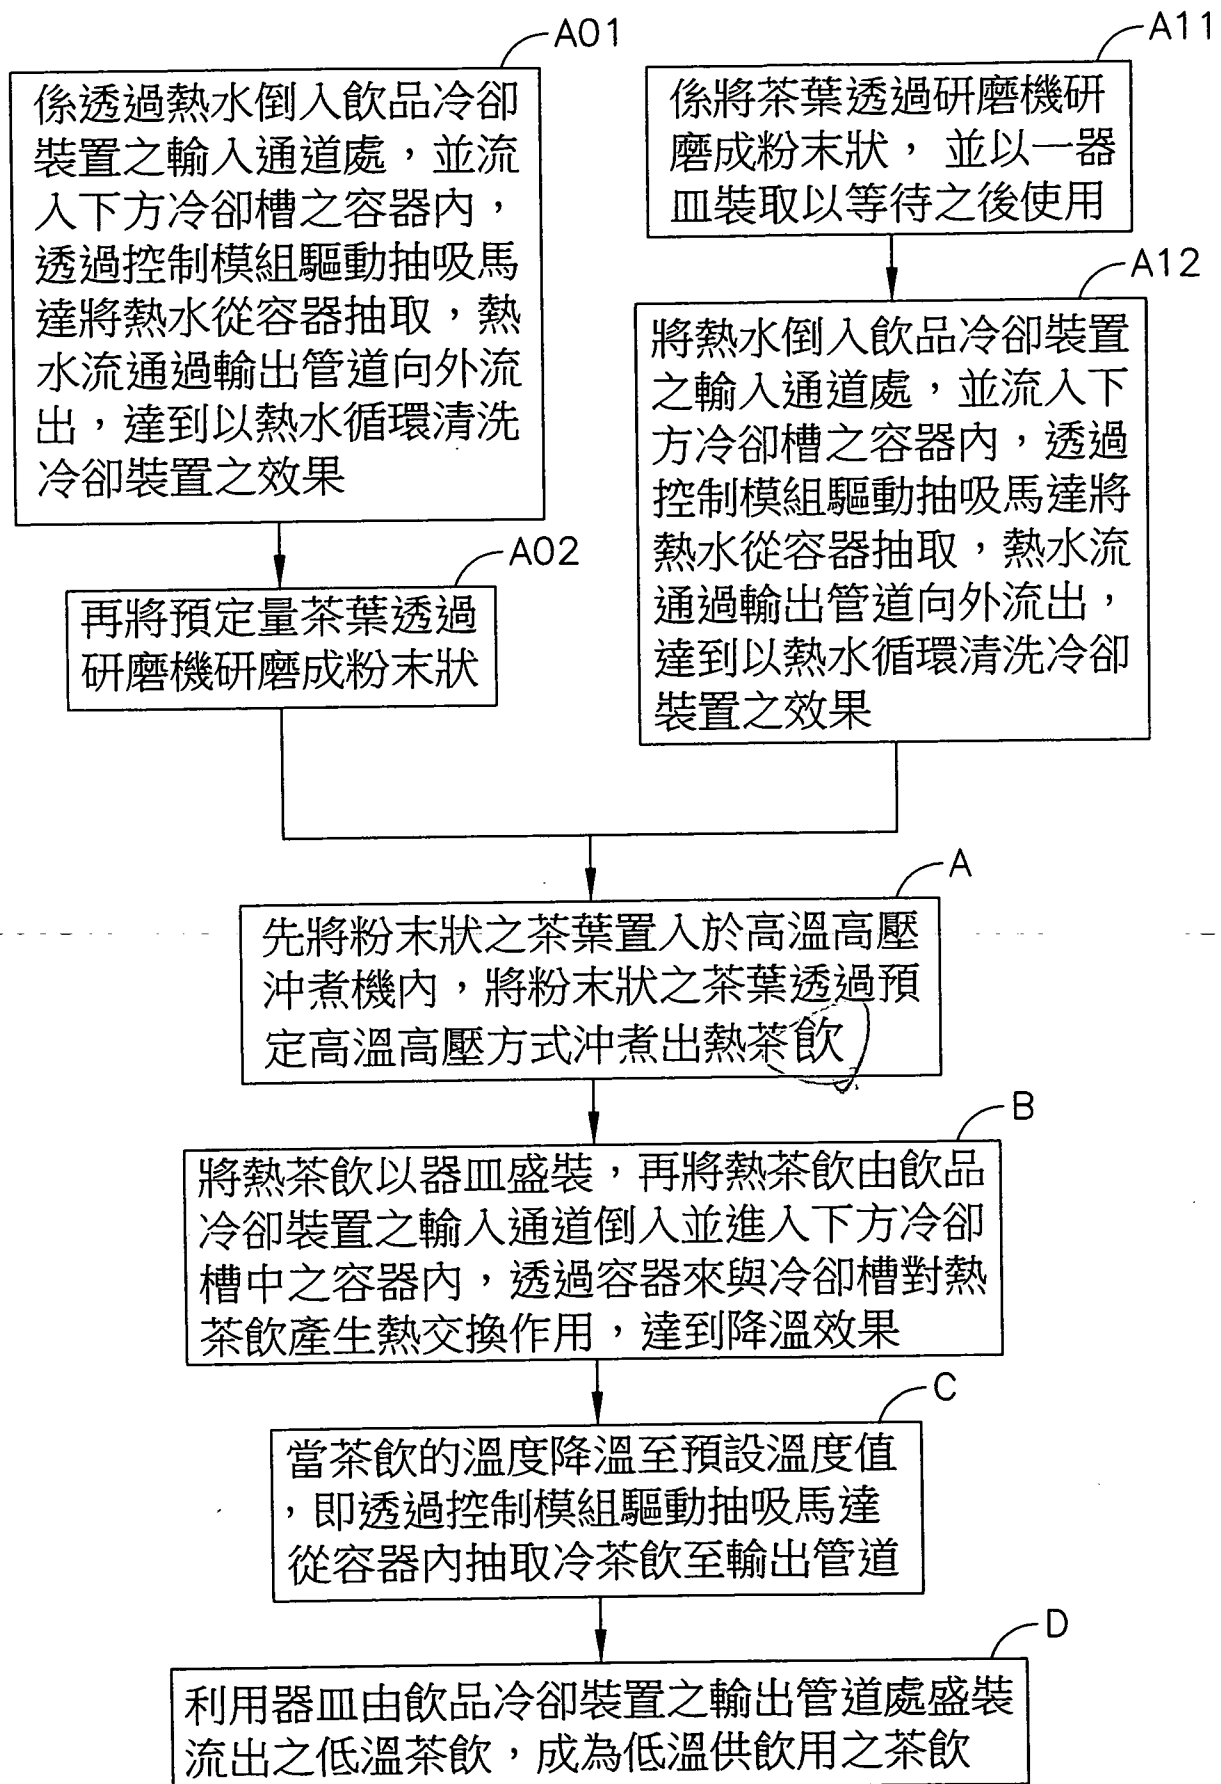 A01
係透過熱水倒入飲品冷卻
裝置之輸入通道處，並流
入下方冷卻槽之容器內，
透過控制模組驅動抽吸馬
達將熱水從容器抽取，熱
水流通過輸出管道向外流
出，達到以熱水循環清洗
冷卻裝置之效果
A02
再將預定量茶葉透過
研磨機研磨成粉末狀
A11
係將茶葉透過研磨機研
磨成粉末狀，並以一器
皿裝取以等待之後使用
A12
將熱水倒入飲品冷卻裝置
之輸入通道處，並流入下
方冷卻槽之容器內，透過
控制模組驅動抽吸馬達將
熱水從容器抽取，熱水流
通過輸出管道向外流出，
達到以熱水循環清洗冷卻
裝置之效果
A
先將粉末狀之茶葉置入於高溫高壓
沖煮機內，將粉末狀之茶葉透過預
定高溫高壓方式沖煮出熱茶飲
B
將熱茶飲以器皿盛裝，再將熱茶飲由飲品
冷卻裝置之輸入通道倒入並進入下方冷卻
槽中之容器內，透過容器來與冷卻槽對熱
茶飲產生熱交換作用，達到降溫效果
C
當茶飲的溫度降溫至預設溫度值
，即透過控制模組驅動抽吸馬達
從容器內抽取冷茶飲至輸出管道
D
利用器皿由飲品冷卻裝置之輸出管道處盛裝
流出之低溫茶飲，成為低溫供飲用之茶飲